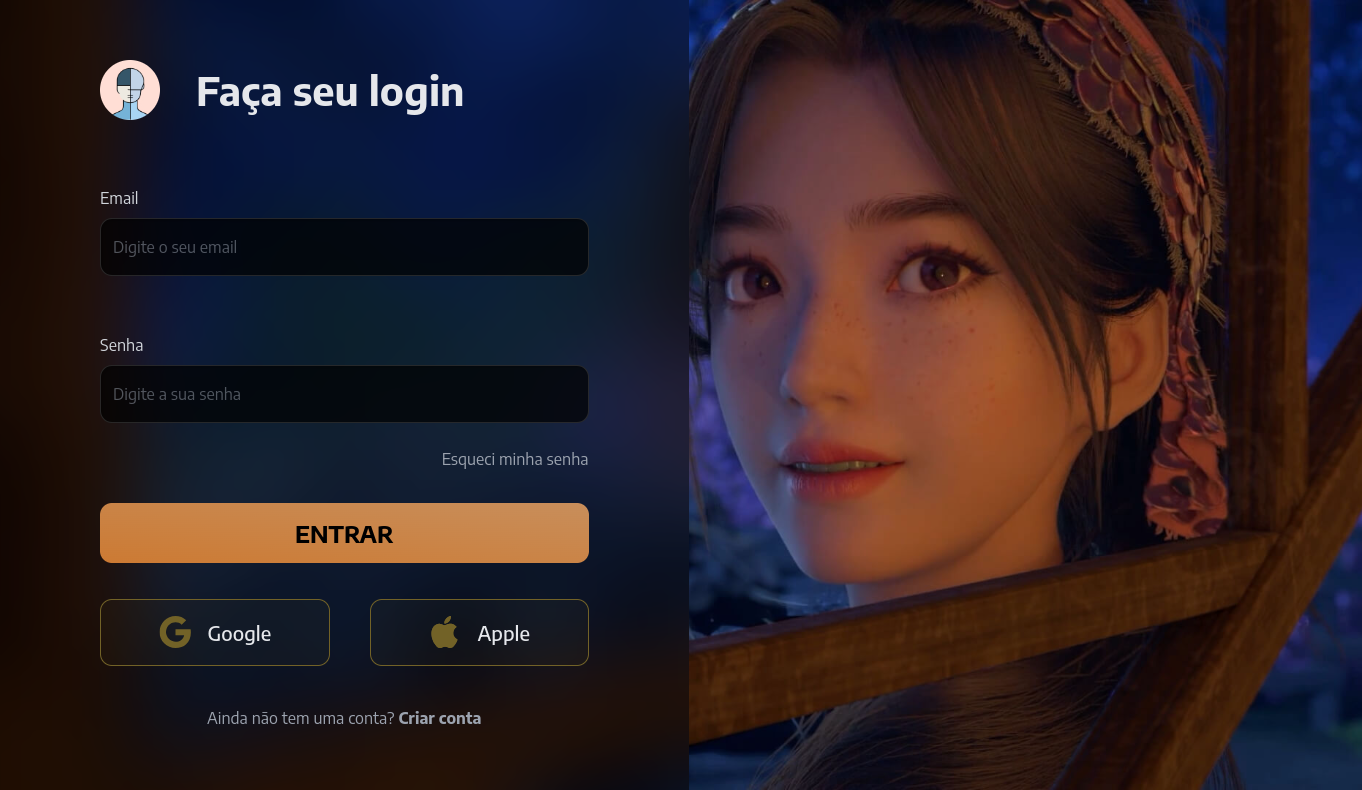 Faça seu login
Email
Digite o seu email
Senha
Digite a sua senha
Esqueci minha senha
ENTRAR
Google
Apple
Ainda não tem uma conta? Criar conta